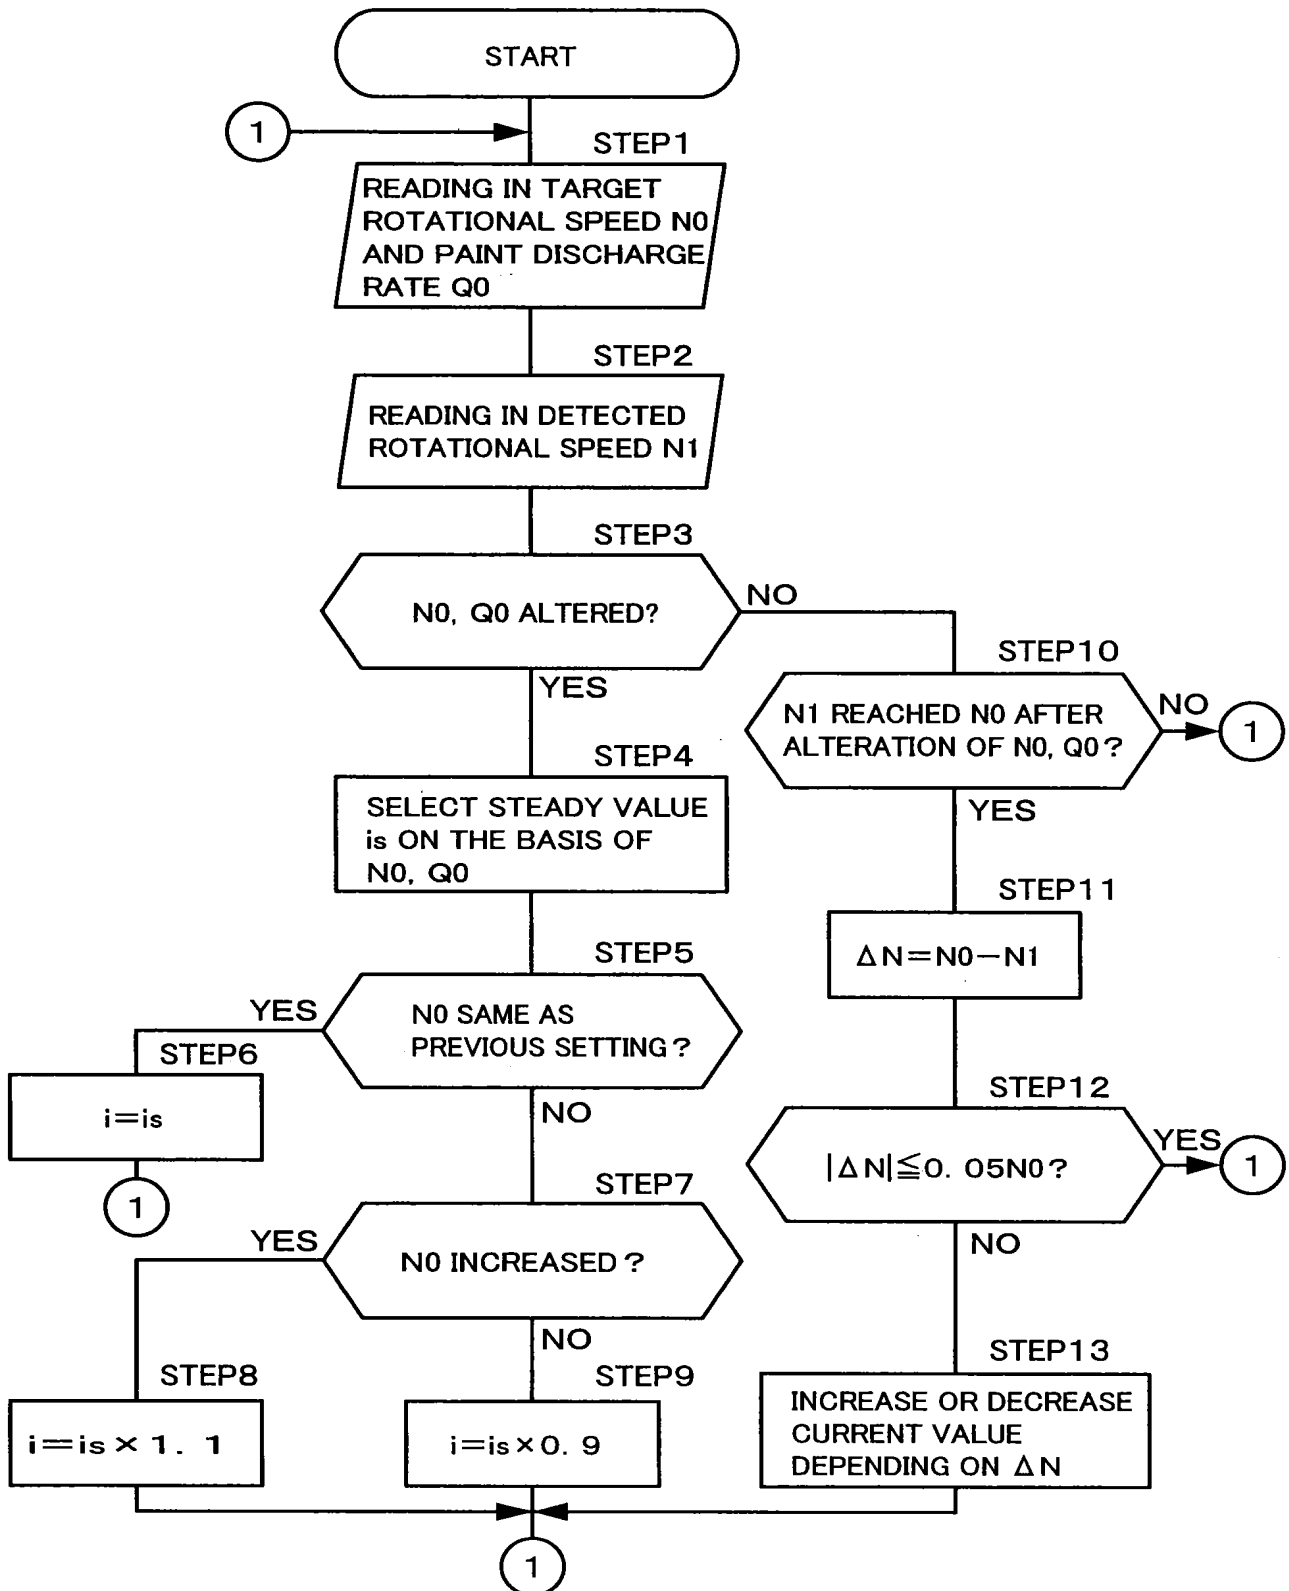 START
1
STEP1
READING IN TARGET
ROTATIONAL SPEED N0
AND PAINT DISCHARGE
RATE Q0
STEP2
READING IN DETECTED
ROTATIONAL SPEED N1
STEP3
N0, Q0 ALTERED?
NO
YES
STEP4
SELECT STEADY VALUE
is ON THE BASIS OF
N0, Q0
STEP5
N0 SAME AS
PREVIOUS SETTING?
YES
STEP6
i=is
1
NO
STEP7
N0 INCREASED?
YES
STEP8
i=is×1. 1
NO
STEP9
i=is×0. 9
1
STEP10
N1 REACHED N0 AFTER
ALTERATION OF N0, Q0?
NO
1
YES
STEP11
ΔN=N0−N1
STEP12
|ΔN|≦0. 05N0?
YES
1
NO
STEP13
INCREASE OR DECREASE
CURRENT VALUE
DEPENDING ON ΔN